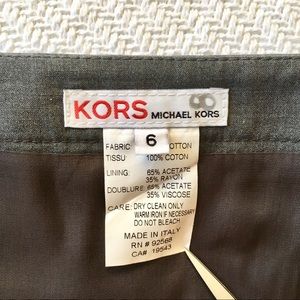 KORS MICHAEL KORS
6
FABRIC: COTTON
TISSU: 100% COTON
LINING: 65% ACETATE
35% RAYON
DOUBLURE: 65% ACETATE
35% VISCOSE
CARE: DRY CLEAN ONLY
WARM IRON IF NECESSARY
DO NOT BLEACH
MADE IN ITALY
RN # 92568
CA# 19543